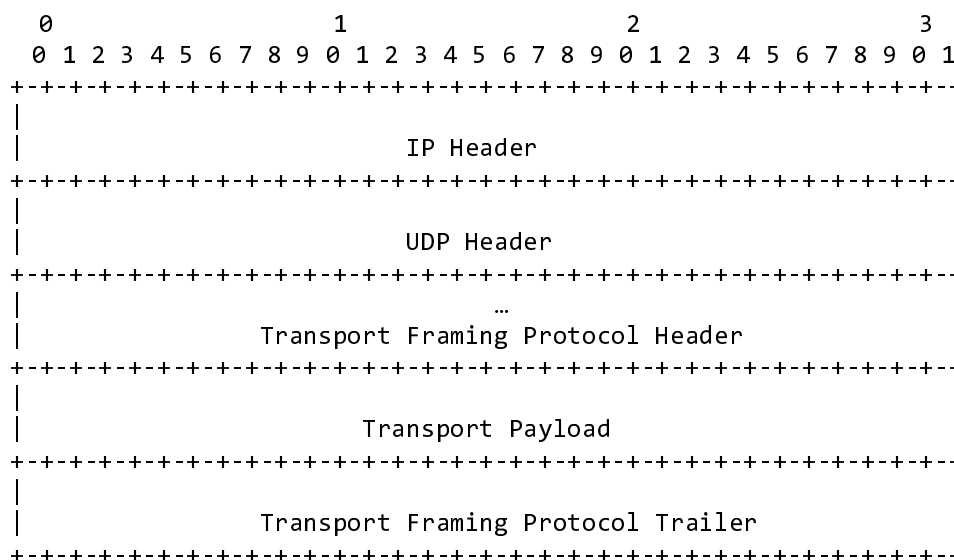 0                   1                   2                   3
0 1 2 3 4 5 6 7 8 9 0 1 2 3 4 5 6 7 8 9 0 1 2 3 4 5 6 7 8 9 0 1
+-+-+-+-+-+-+-+-+-+-+-+-+-+-+-+-+-+-+-+-+-+-+-+-+-+-+-+-+-+-+-+--
|
| IP Header
+-+-+-+-+-+-+-+-+-+-+-+-+-+-+-+-+-+-+-+-+-+-+-+-+-+-+-+-+-+-+-+--
|
| UDP Header
+-+-+-+-+-+-+-+-+-+-+-+-+-+-+-+-+-+-+-+-+-+-+-+-+-+-+-+-+-+-+-+--
| …
| Transport Framing Protocol Header
+-+-+-+-+-+-+-+-+-+-+-+-+-+-+-+-+-+-+-+-+-+-+-+-+-+-+-+-+-+-+-+--
|
| Transport Payload
+-+-+-+-+-+-+-+-+-+-+-+-+-+-+-+-+-+-+-+-+-+-+-+-+-+-+-+-+-+-+-+--
|
| Transport Framing Protocol Trailer
+-+-+-+-+-+-+-+-+-+-+-+-+-+-+-+-+-+-+-+-+-+-+-+-+-+-+-+-+-+-+-+--